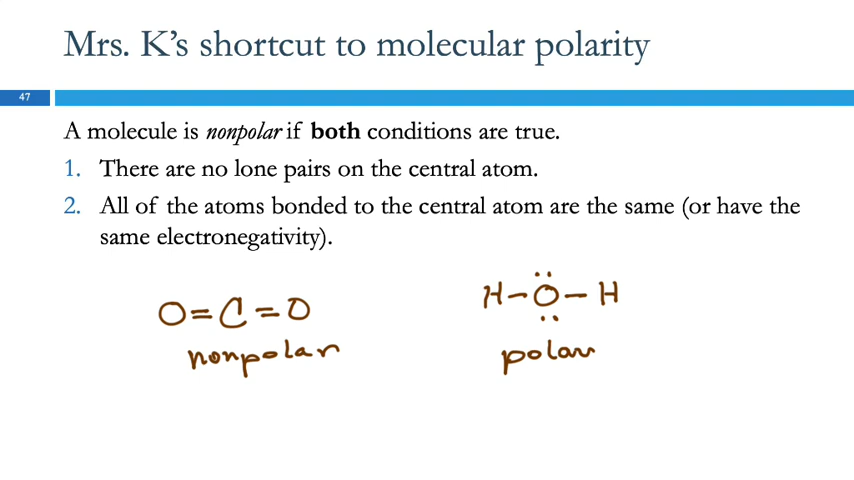 Mrs. K's shortcut to molecular polarity
47
A molecule is nonpolar if both conditions are true.
1. There are no lone pairs on the central atom.
2. All of the atoms bonded to the central atom are the same (or have the
same electronegativity).
O=C=O
nonpolar
H-Ö-H
polar